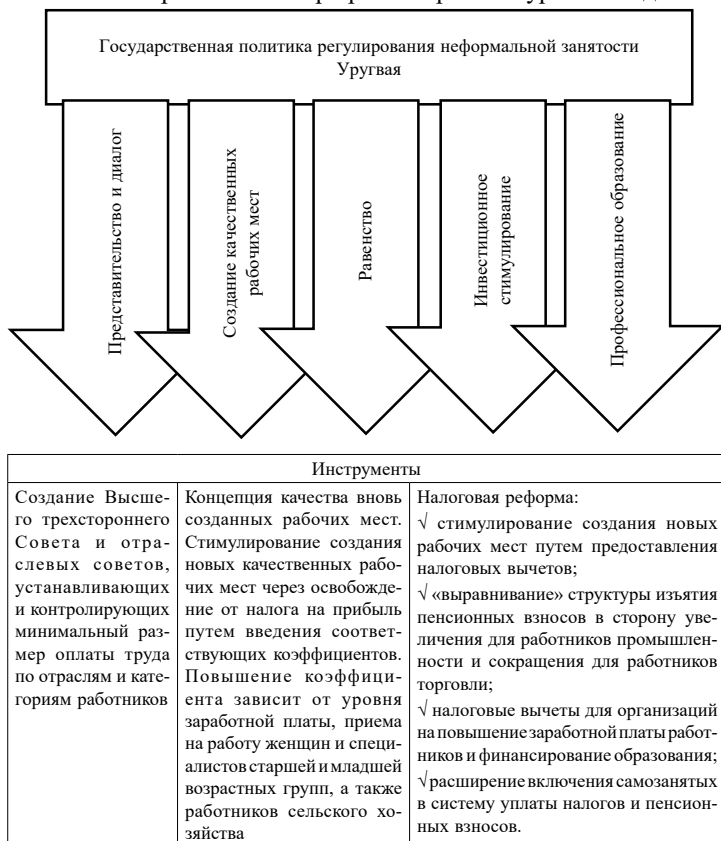 Государственная политика регулирования неформальной занятости
Уругвая
Представительство и диалог
Создание качественных
рабочих мест
Равенство
Инвестиционное
стимулирование
Профессиональное образование
Инструменты
Создание Высше-
го трехстороннего
Совета и отра-
слевых советов,
устанавливающих
и контролирующих
минимальный раз-
мер оплаты труда
по отраслям и кате-
гориям работников
Концепция качества вновь
созданных рабочих мест.
Стимулирование создания
новых качественных рабо-
чих мест через освобожде-
ние от налога на прибыль
путем введения соответ-
ствующих коэффициентов.
Повышение коэффици-
ента зависит от уровня
заработной платы, приема
на работу женщин и специ-
алистов старшей и младшей
возрастных групп, а также
работников сельского хо-
зяйства
Налоговая реформа:
√ стимулирование создания новых
рабочих мест путем предоставления
налоговых вычетов;
√ «выравнивание» структуры изъятия
пенсионных взносов в сторону уве-
личения для работников промышлен-
ности и сокращения для работников
торговли;
√ налоговые вычеты для организаций
на повышение заработной платы работ-
ников и финансирование образования;
√ расширение включения самозанятых
в систему уплаты налогов и пенсион-
ных взносов.